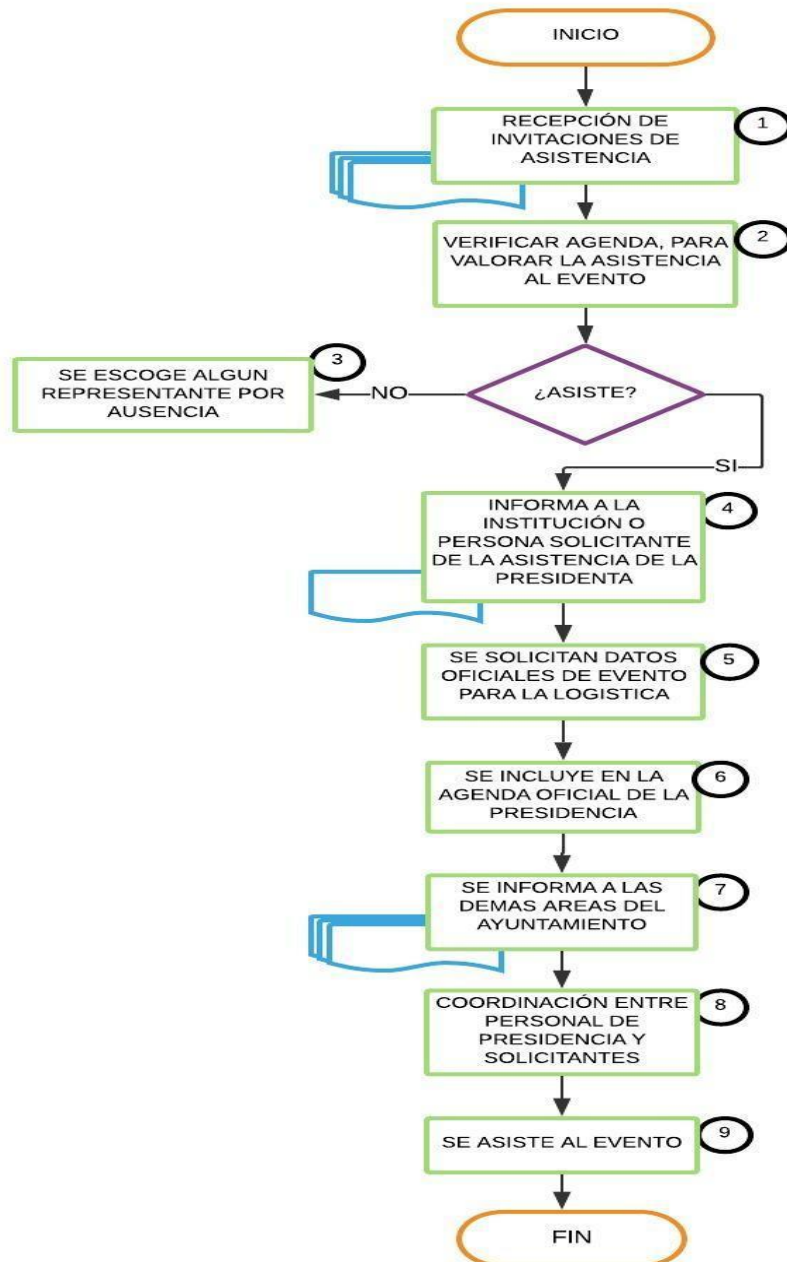 INICIO
1
RECEPCIÓN DE
INVITACIONES DE
ASISTENCIA
2
VERIFICAR AGENDA, PARA
VALORAR LA ASISTENCIA
AL EVENTO
3
SE ESCOGE ALGUN
REPRESENTANTE POR
AUSENCIA
NO
¿ASISTE?
SI
4
INFORMA A LA
INSTITUCIÓN O
PERSONA SOLICITANTE
DE LA ASISTENCIA DE LA
PRESIDENTA
5
SE SOLICITAN DATOS
OFICIALES DE EVENTO
PARA LA LOGISTICA
6
SE INCLUYE EN LA
AGENDA OFICIAL DE LA
PRESIDENCIA
7
SE INFORMA A LAS
DEMAS AREAS DEL
AYUNTAMIENTO
8
COORDINACIÓN ENTRE
PERSONAL DE
PRESIDENCIA Y
SOLICITANTES
9
SE ASISTE AL EVENTO
FIN